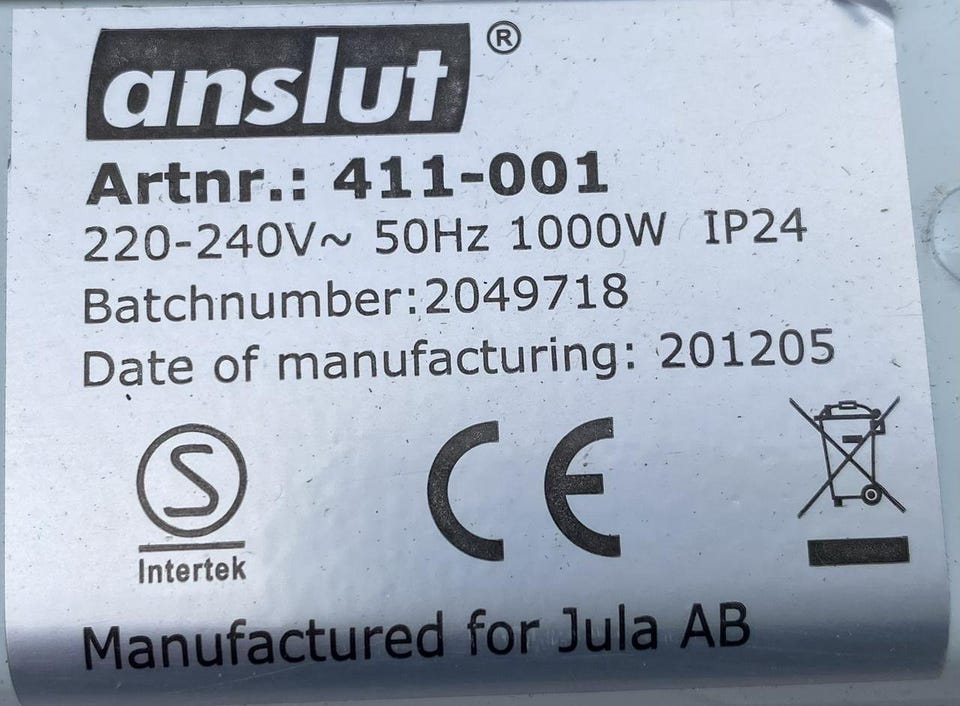 anslut ®
Artnr.: 411-001
220-240V~ 50Hz 1000W IP24
Batchnumber:2049718
Date of manufacturing: 201205
S
Intertek
CE
Manufactured for Jula AB